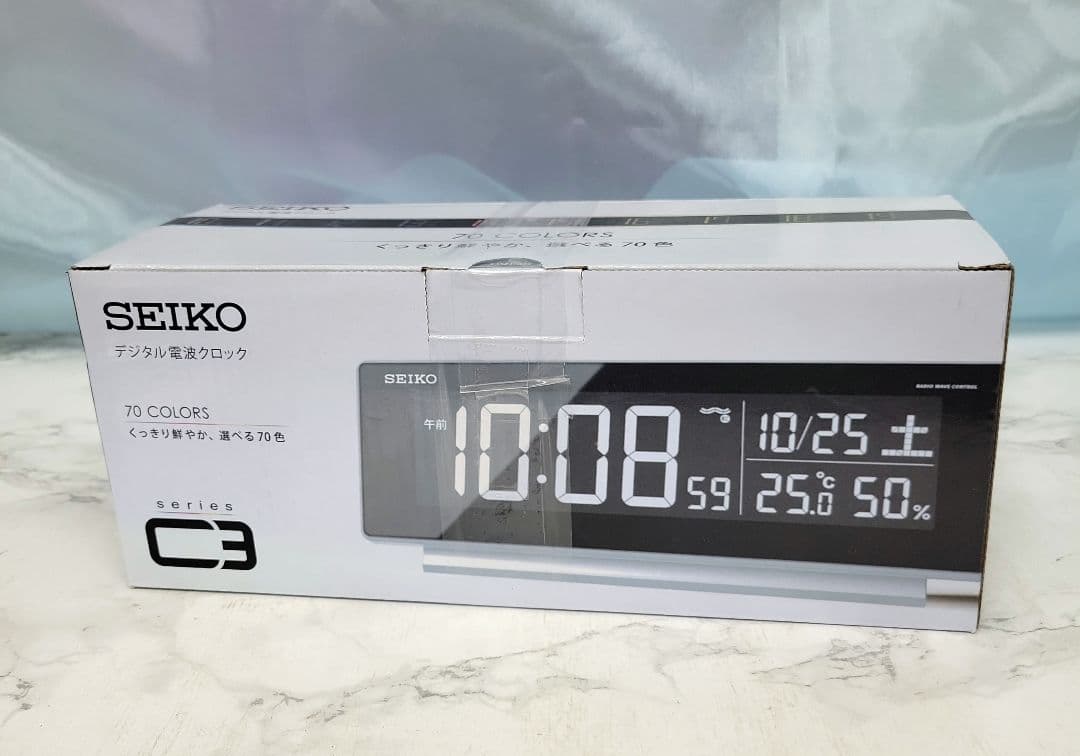 SEIKO
70 COLORS
くっきり鮮やか、選べる70色
SEIKO
デジタル電波クロック
70 COLORS
くっきり鮮やか、選べる70色
series
C3
SEIKO
RADIO WAVE CONTROL
午前 10:08 59
10/25 土
25.0℃ 50%